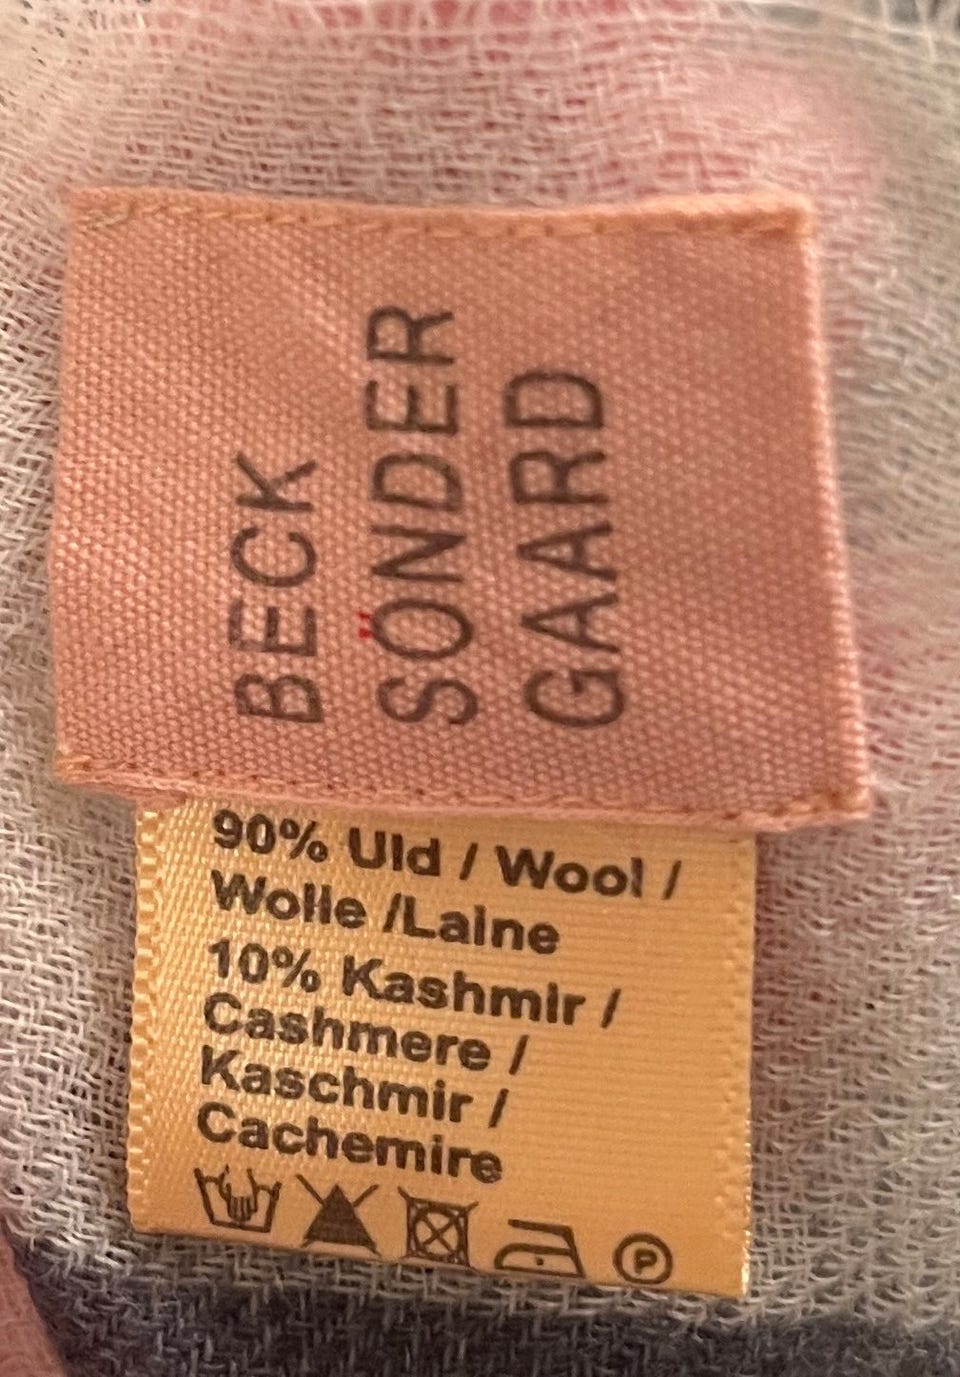 BECK
SÖNDER
GAARD
90% Uld / Wool /
Wolle /Laine
10% Kashmir /
Cashmere /
Kaschmir /
Cachemire
P